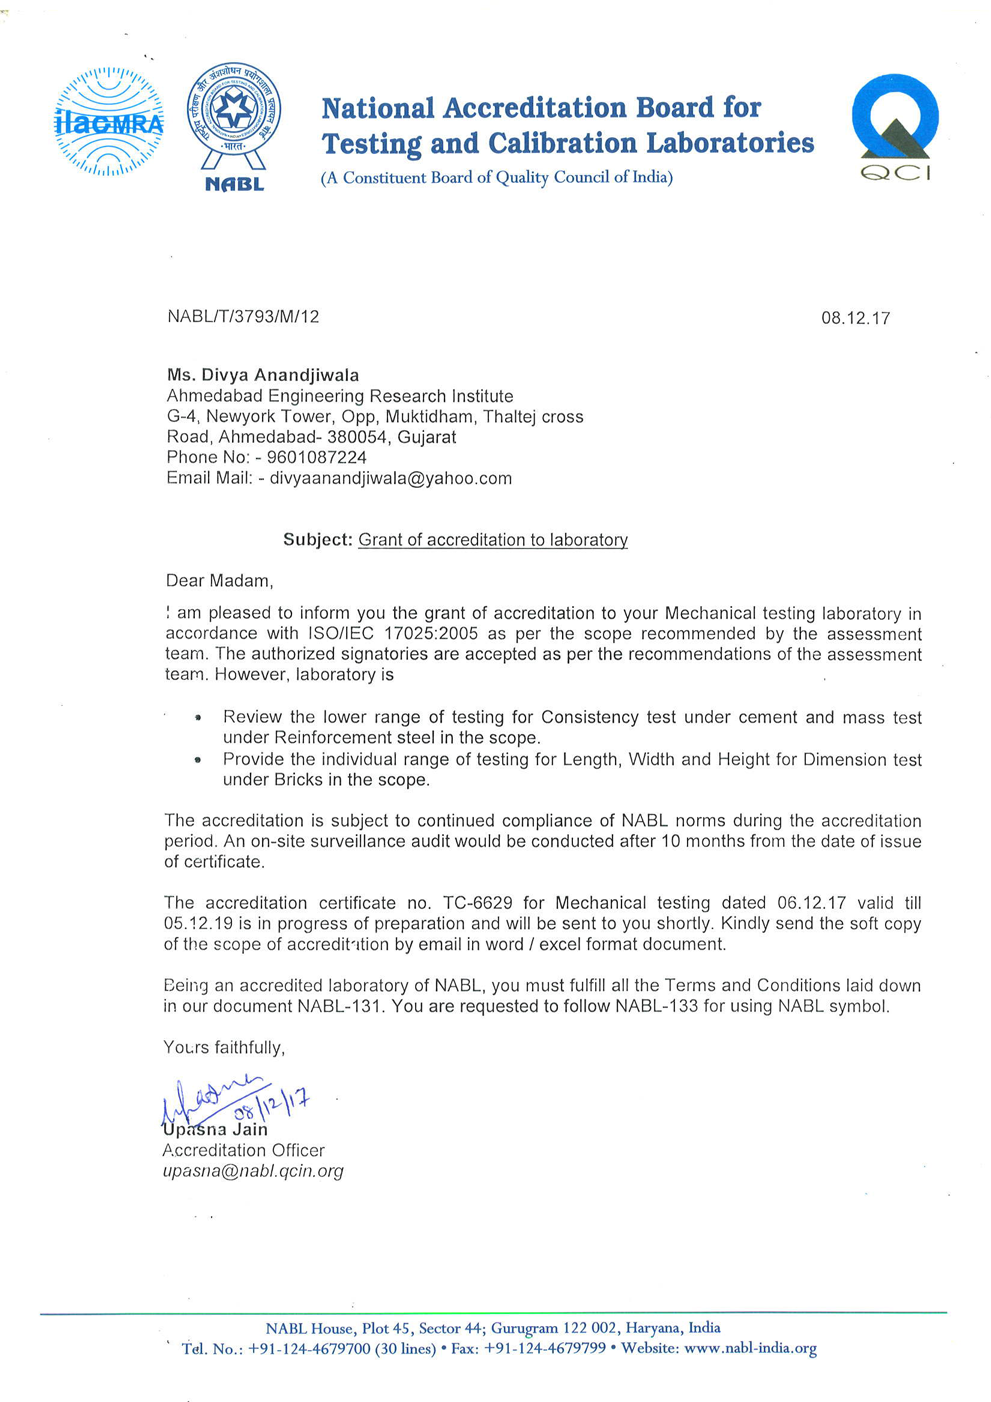 ilacMRA
राष्ट्रीय परीक्षण और अंशशोधन प्रयोगशाला प्रत्यायन बोर्ड
भारत
NABL
National Accreditation Board for
Testing and Calibration Laboratories
(A Constituent Board of Quality Council of India)
QCI
NABL/T/3793/M/12
08.12.17
Ms. Divya Anandjiwala
Ahmedabad Engineering Research Institute
G-4, Newyork Tower, Opp, Muktidham, Thaltej cross
Road, Ahmedabad- 380054, Gujarat
Phone No: - 9601087224
Email Mail: - divyaanandjiwala@yahoo.com
Subject: Grant of accreditation to laboratory
Dear Madam,
I am pleased to inform you the grant of accreditation to your Mechanical testing laboratory in
accordance with ISO/IEC 17025:2005 as per the scope recommended by the assessment
team. The authorized signatories are accepted as per the recommendations of the assessment
team. However, laboratory is
• Review the lower range of testing for Consistency test under cement and mass test
under Reinforcement steel in the scope.
• Provide the individual range of testing for Length, Width and Height for Dimension test
under Bricks in the scope.
The accreditation is subject to continued compliance of NABL norms during the accreditation
period. An on-site surveillance audit would be conducted after 10 months from the date of issue
of certificate.
The accreditation certificate no. TC-6629 for Mechanical testing dated 06.12.17 valid till
05.12.19 is in progress of preparation and will be sent to you shortly. Kindly send the soft copy
of the scope of accreditation by email in word / excel format document.
Being an accredited laboratory of NABL, you must fulfill all the Terms and Conditions laid down
in our document NABL-131. You are requested to follow NABL-133 for using NABL symbol.
Yours faithfully,
Upasna
08/12/17
Upasna Jain
Accreditation Officer
upasna@nabl.qcin.org
NABL House, Plot 45, Sector 44; Gurugram 122 002, Haryana, India
Tel. No.: +91-124-4679700 (30 lines) • Fax: +91-124-4679799 • Website: www.nabl-india.org